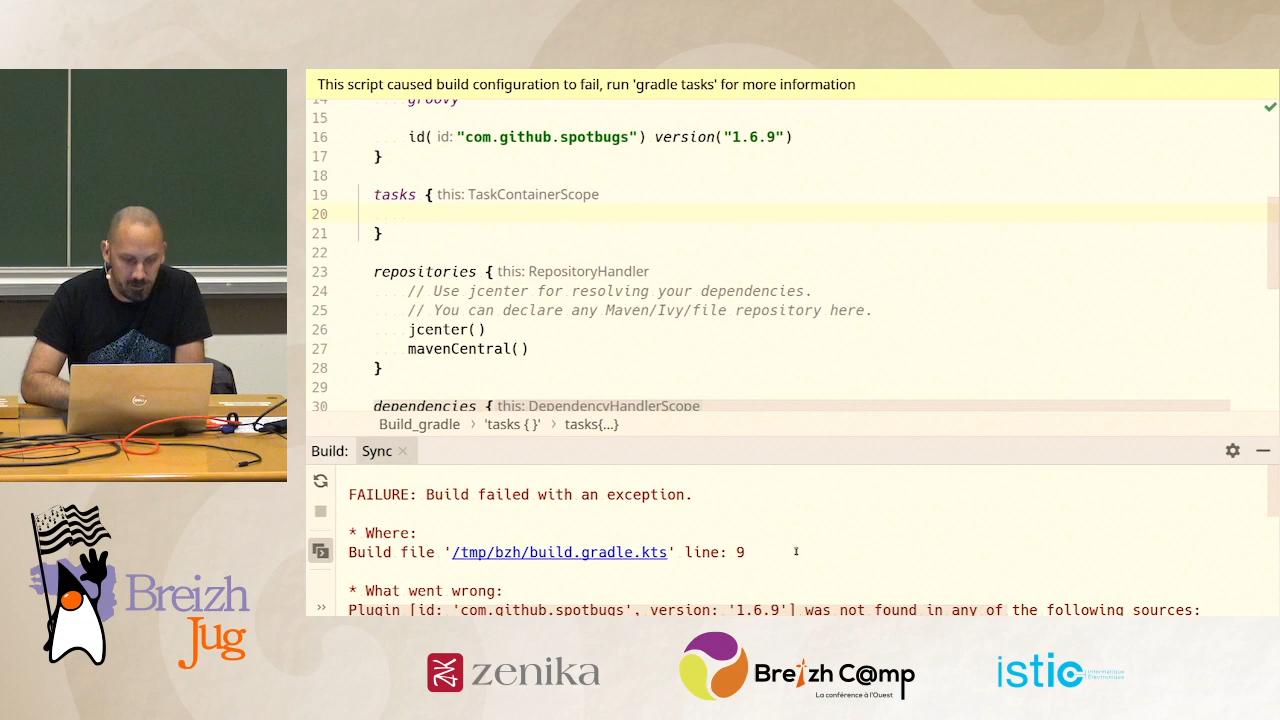 This script caused build configuration to fail, run 'gradle tasks' for more information
14 groovy
15
16 id( id: "com.github.spotbugs") version("1.6.9")
17 }
18
19 tasks { this: TaskContainerScope
20
21 }
22
23 repositories { this: RepositoryHandler
24 // Use jcenter for resolving your dependencies.
25 // You can declare any Maven/Ivy/file repository here.
26 jcenter()
27 mavenCentral()
28 }
29
30 dependencies { this: DependencyHandlerScope
Build_gradle › 'tasks { }' › tasks{...}
Build: Sync ×
FAILURE: Build failed with an exception.
* Where:
Build file '/tmp/bzh/build.gradle.kts' line: 9
* What went wrong:
Plugin [id: 'com.github.spotbugs', version: '1.6.9'] was not found in any of the following sources:
Breizh
Jug
zenika
Breizh C@mp
La conférence à l'Ouest
istic
Informatique
Électronique